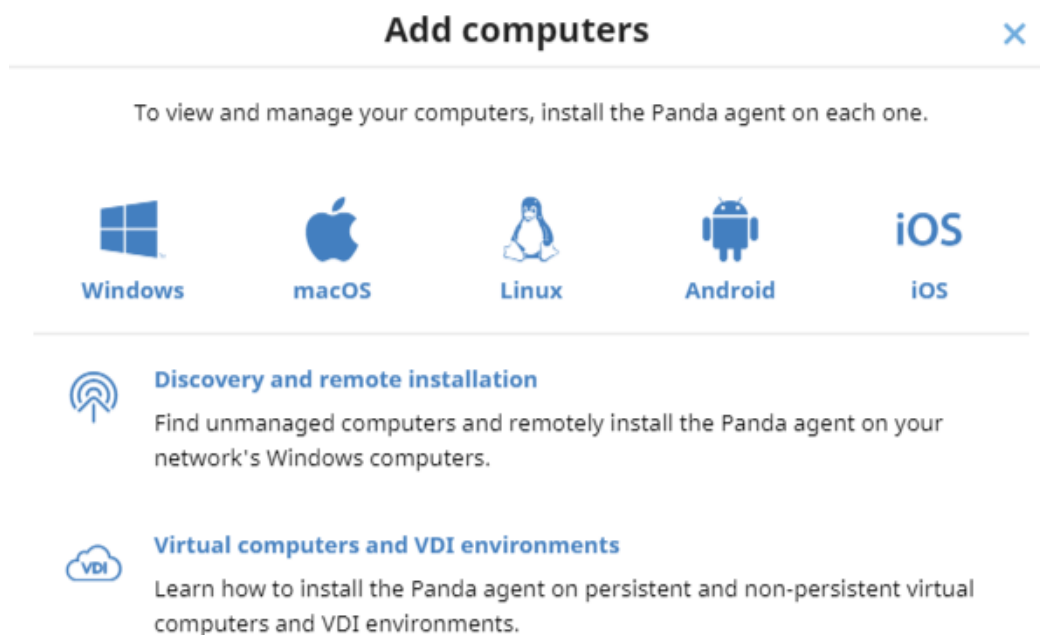 Add computers
To view and manage your computers, install the Panda agent on each one.
iOS
Windows macOS Linux Android iOS
Discovery and remote installation
Find unmanaged computers and remotely install the Panda agent on your
network's Windows computers.
Virtual computers and VDI environments
VDI
Learn how to install the Panda agent on persistent and non-persistent virtual
computers and VDI environments.